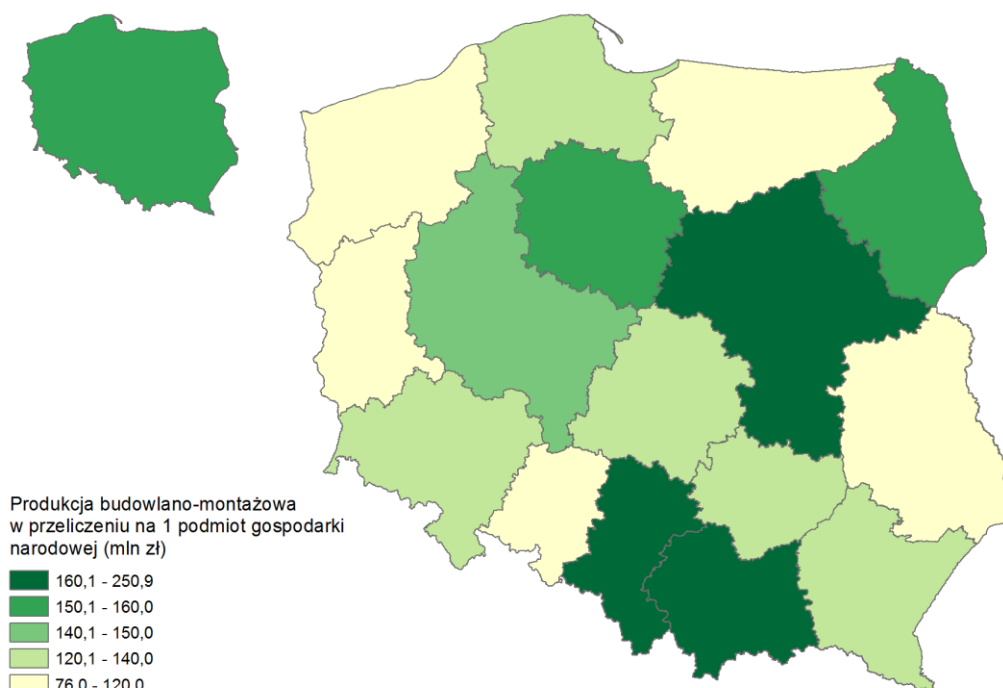 Produkcja budowlano-montażowa
w przeliczeniu na 1 podmiot gospodarki
narodowej (mln zł)
160,1 - 250,9
150,1 - 160,0
140,1 - 150,0
120,1 - 140,0
76,0 - 120,0